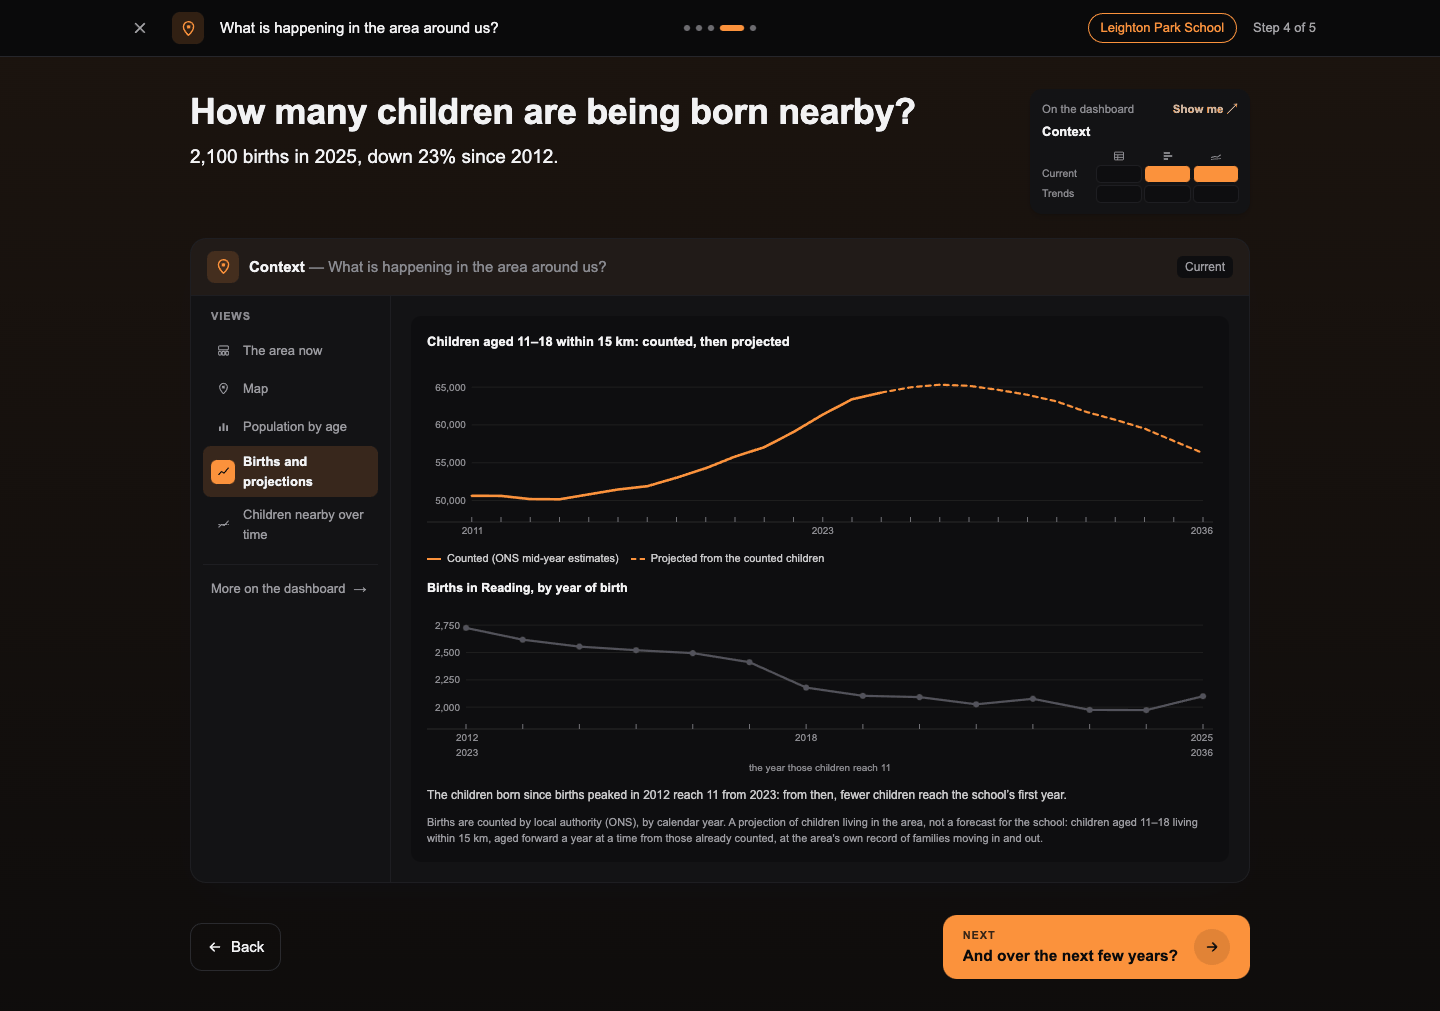 What is happening in the area around us?
Leighton Park School
Step 4 of 5
How many children are being born nearby?
2,100 births in 2025, down 23% since 2012.
On the dashboard
Show me
Context
Current
Trends
Context — What is happening in the area around us?
Current
VIEWS
The area now
Map
Population by age
Births and
projections
Children nearby over
time
More on the dashboard →
Children aged 11–18 within 15 km: counted, then projected
65,000
60,000
55,000
50,000
2011
2023
2036
Counted (ONS mid-year estimates)
Projected from the counted children
Births in Reading, by year of birth
2,750
2,500
2,250
2,000
2012
2018
2025
2023
2036
the year those children reach 11
The children born since births peaked in 2012 reach 11 from 2023: from then, fewer children reach the school's first year.
Births are counted by local authority (ONS), by calendar year. A projection of children living in the area, not a forecast for the school: children aged 11–18 living
within 15 km, aged forward a year at a time from those already counted, at the area's own record of families moving in and out.
← Back
NEXT
And over the next few years?